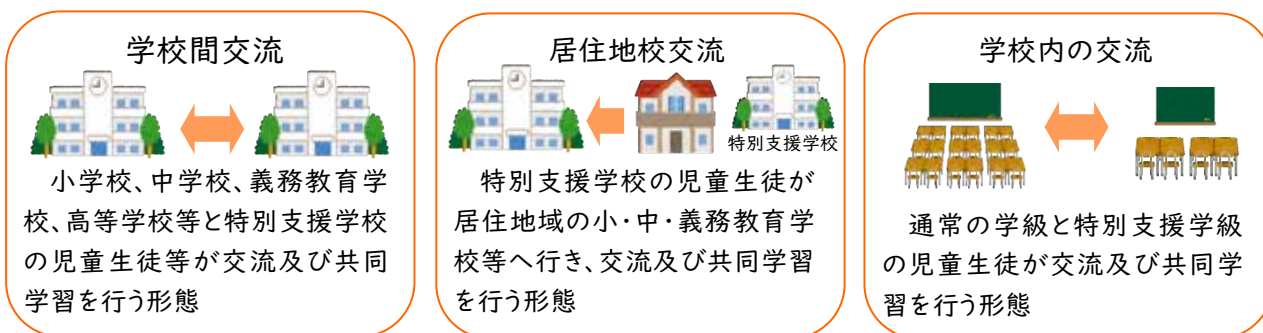 学校間交流
小学校、中学校、義務教育学
校、高等学校等と特別支援学校
の児童生徒等が交流及び共同
学習を行う形態
居住地校交流
特別支援学校
特別支援学校の児童生徒が
居住地域の小・中・義務教育学
校等へ行き、交流及び共同学習
を行う形態
学校内の交流
通常の学級と特別支援学級
の児童生徒が交流及び共同学
習を行う形態